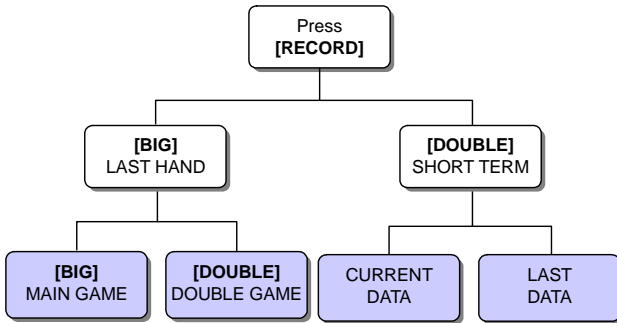 Press
[RECORD]
[BIG]
LAST HAND
[DOUBLE]
SHORT TERM
[BIG]
MAIN GAME
[DOUBLE]
DOUBLE GAME
CURRENT
DATA
LAST
DATA